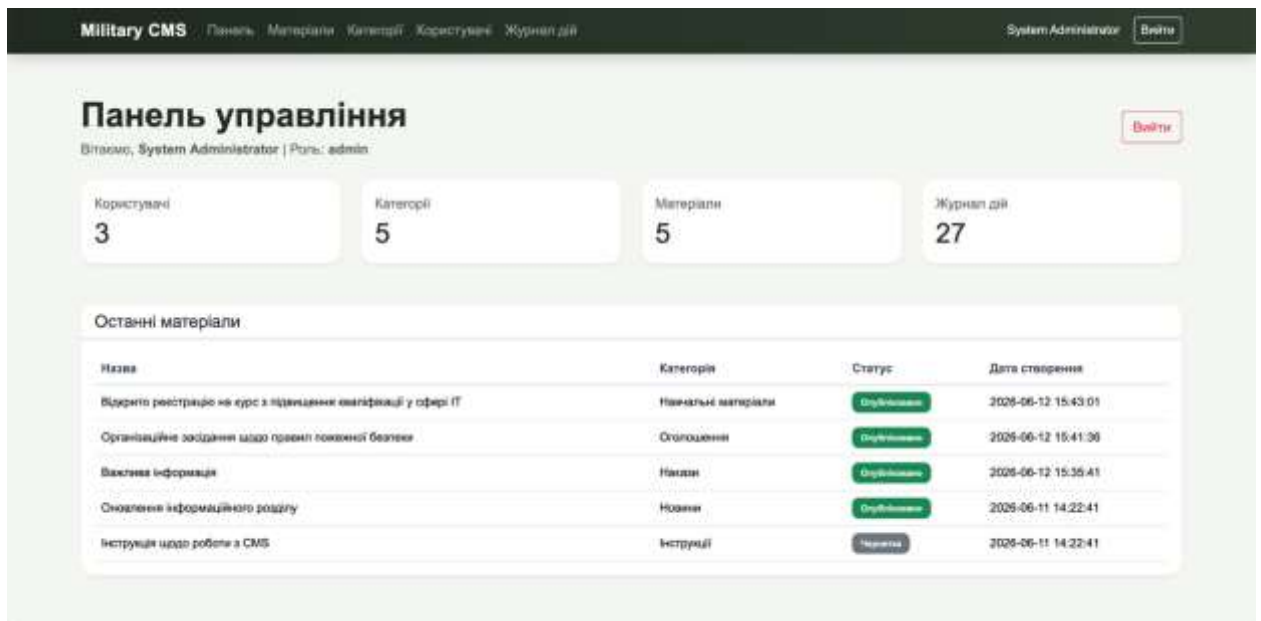 Military CMS Панель Матеріали Категорії Користувачі Журнал дій System Administrator Вийти
Панель управління
Вийти
Вітаємо, System Administrator | Роль: admin
Користувачі Категорії Матеріали Журнал дій
3 5 5 27
Останні матеріали
Назва Категорія Статус Дата створення
Відкрито реєстрацію на курс з підвищення кваліфікації у сфері ІТ Навчальні матеріали Опубліковано 2026-06-12 15:43:01
Організаційне засідання щодо правил пожежної безпеки Оголошення Опубліковано 2026-06-12 15:41:36
Важлива інформація Накази Опубліковано 2026-06-12 15:35:41
Оновлення інформаційного розділу Новини Опубліковано 2026-06-11 14:22:41
Інструкція щодо роботи з CMS Інструкції Чернетка 2026-06-11 14:22:41